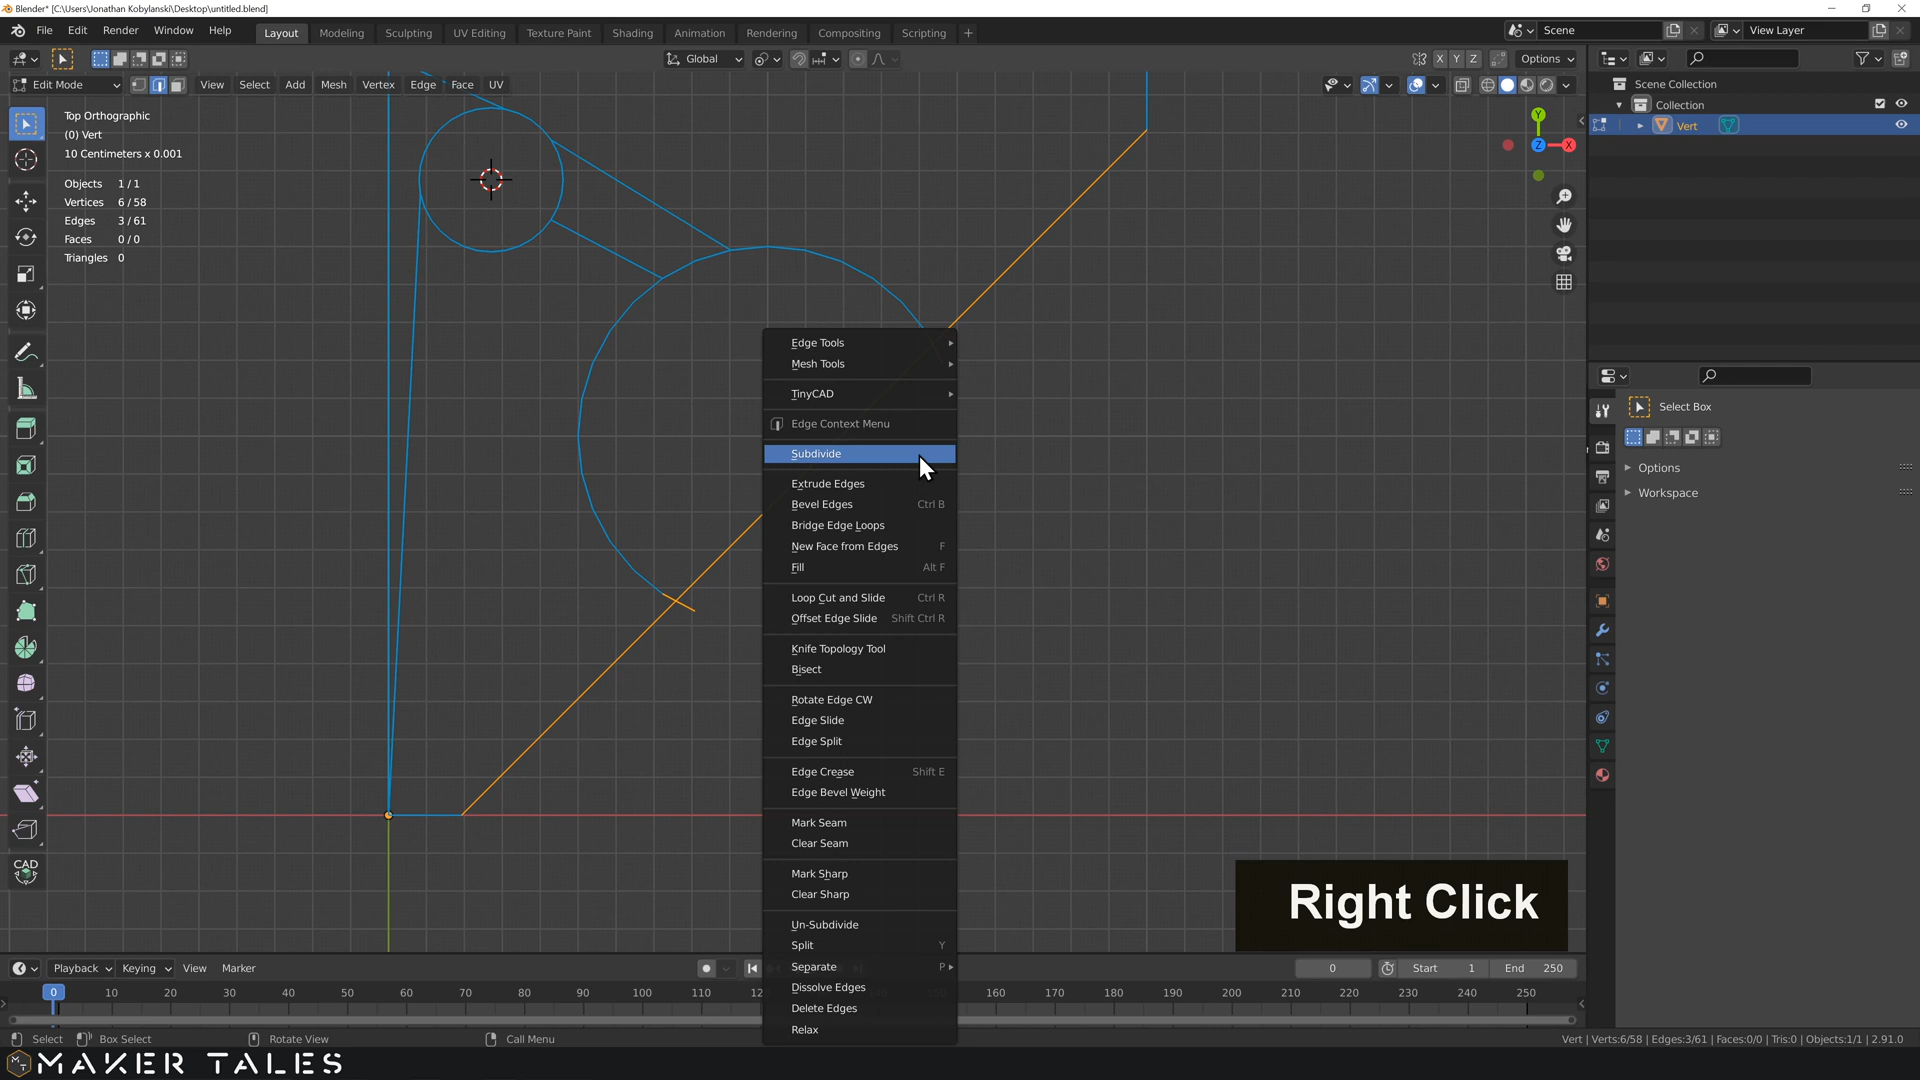 Blender* [C:\Users\Jonathan Kobylanski\Desktop\untitled.blend]
File Edit Render Window Help
Layout Modeling Sculpting UV Editing Texture Paint Shading Animation Rendering Compositing Scripting +
Scene
View Layer
Global
X Y Z
Options
Edit Mode
View Select Add Mesh Vertex Edge Face UV
Top Orthographic
(0) Vert
10 Centimeters x 0.001
Objects 1/1
Vertices 6/58
Edges 3/61
Faces 0/0
Triangles 0
Y
Z
X
Scene Collection
Collection
Vert
Select Box
Options
Workspace
CAD
Edge Tools
Mesh Tools
TinyCAD
Edge Context Menu
Subdivide
Extrude Edges
Bevel Edges Ctrl B
Bridge Edge Loops
New Face from Edges F
Fill Alt F
Loop Cut and Slide Ctrl R
Offset Edge Slide Shift Ctrl R
Knife Topology Tool
Bisect
Rotate Edge CW
Edge Slide
Edge Split
Edge Crease Shift E
Edge Bevel Weight
Mark Seam
Clear Seam
Mark Sharp
Clear Sharp
Un-Subdivide
Split Y
Separate P
Dissolve Edges
Delete Edges
Relax
Right Click
Playback Keying View Marker
0
Start 1
End 250
0 10 20 30 40 50 60 70 80 90 100 110 160 170 180 190 200 210 220 230 240 250
Select Box Select Rotate View Call Menu
Vert | Verts:6/58 | Edges:3/61 | Faces:0/0 | Tris:0 | Objects:1/1 | 2.91.0
MAKER TALES